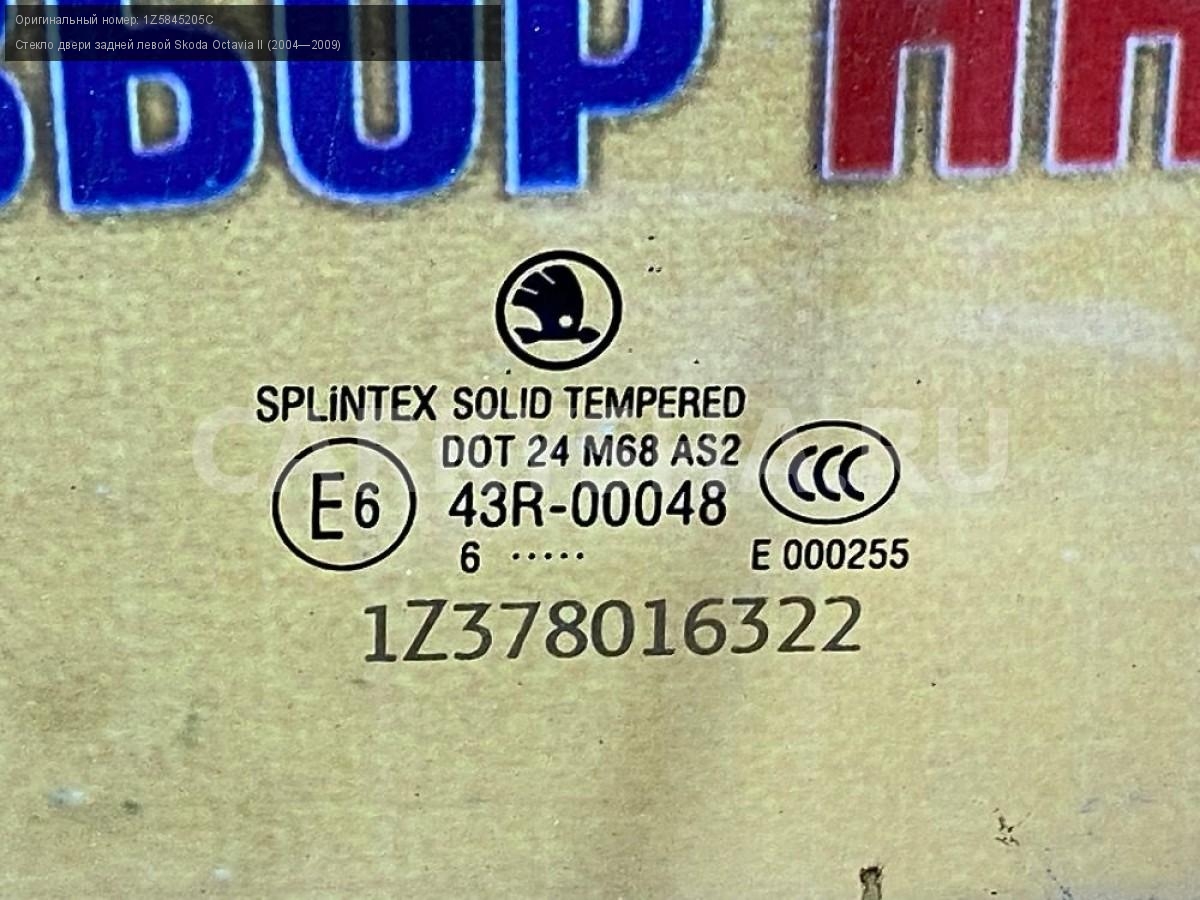 Оригинальный номер: 1Z5845205C
Стекло двери задней левой Skoda Octavia II (2004—2009)
SPLiNTEX SOLID TEMPERED
DOT 24 M68 AS2
CCC
E6
43R-00048
6 ·····
E 000255
1Z378016322